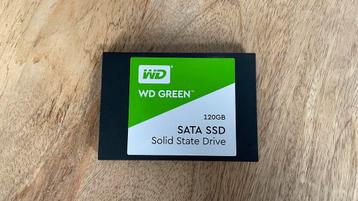 WD
WD GREEN™
120GB
SATA SSD
Solid State Drive